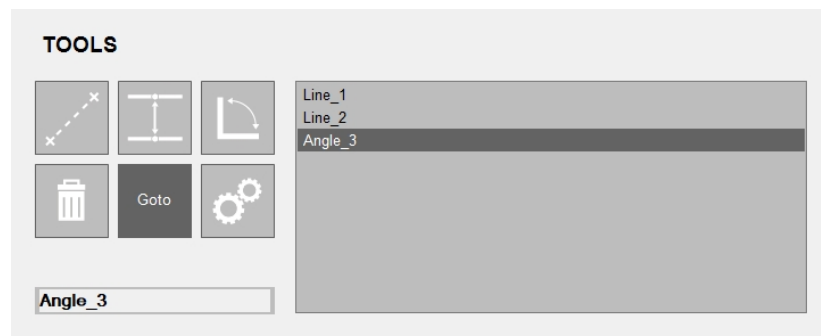 TOOLS
Line_1
Line_2
Angle_3
Goto
Angle_3